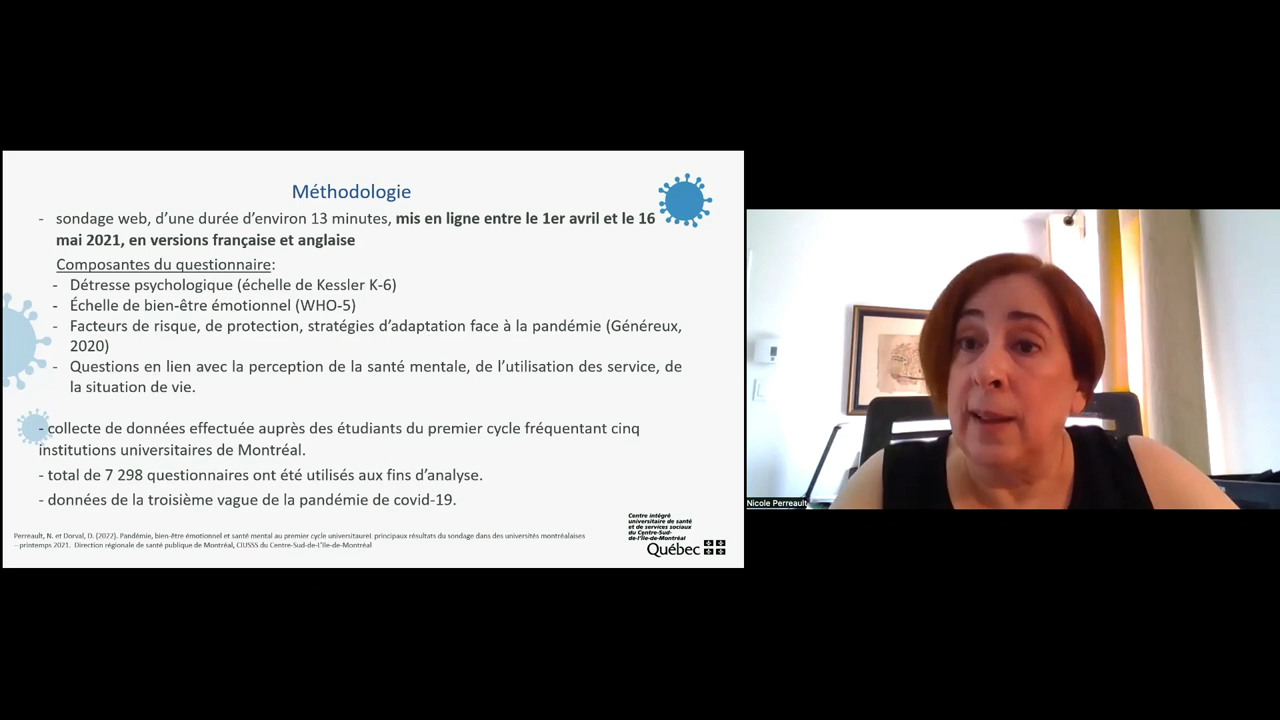 Méthodologie
- sondage web, d'une durée d'environ 13 minutes, mis en ligne entre le 1er avril et le 16
mai 2021, en versions française et anglaise
Composantes du questionnaire:
- Détresse psychologique (échelle de Kessler K-6)
- Échelle de bien-être émotionnel (WHO-5)
- Facteurs de risque, de protection, stratégies d'adaptation face à la pandémie (Généreux,
2020)
- Questions en lien avec la perception de la santé mentale, de l'utilisation des service, de
la situation de vie.
- collecte de données effectuée auprès des étudiants du premier cycle fréquentant cinq
institutions universitaires de Montréal.
- total de 7 298 questionnaires ont été utilisés aux fins d'analyse.
- données de la troisième vague de la pandémie de covid-19.
Perreault, N. et Dorval, D. (2022). Pandémie, bien-être émotionnel et santé mental au premier cycle universitaurel principaux résultats du sondage dans des universités montréalaises
– printemps 2021. Direction régionale de santé publique de Montréal, CIUSSS du Centre-Sud-de-L'Île-de-Montréal
Centre intégré
universitaire de santé
et de services sociaux
du Centre-Sud-
de-l'Île-de-Montréal
Québec
Nicole Perreault